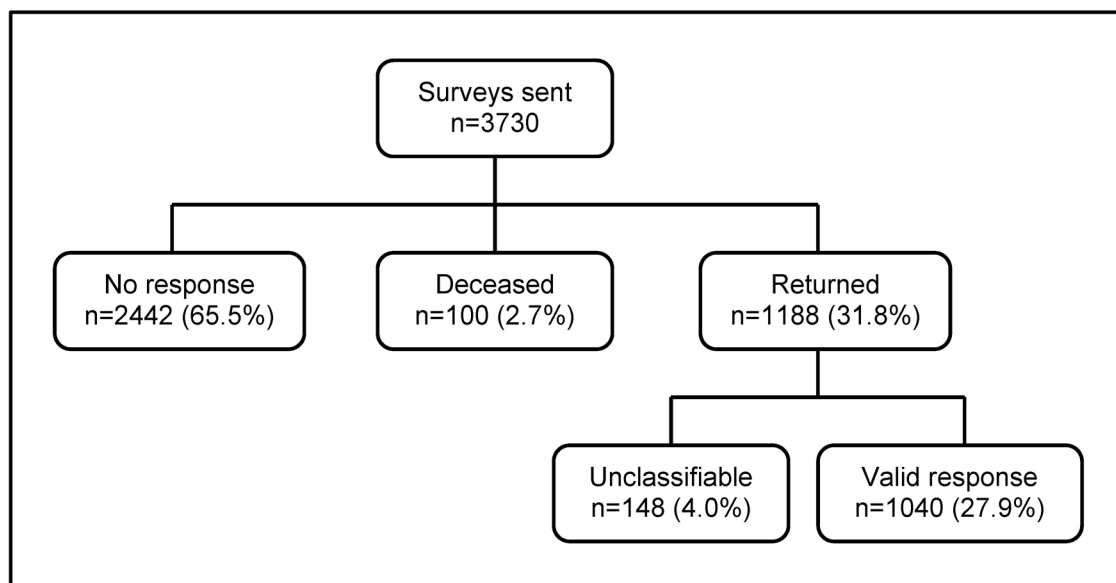 Surveys sent
n=3730
No response
n=2442 (65.5%)
Deceased
n=100 (2.7%)
Returned
n=1188 (31.8%)
Unclassifiable
n=148 (4.0%)
Valid response
n=1040 (27.9%)